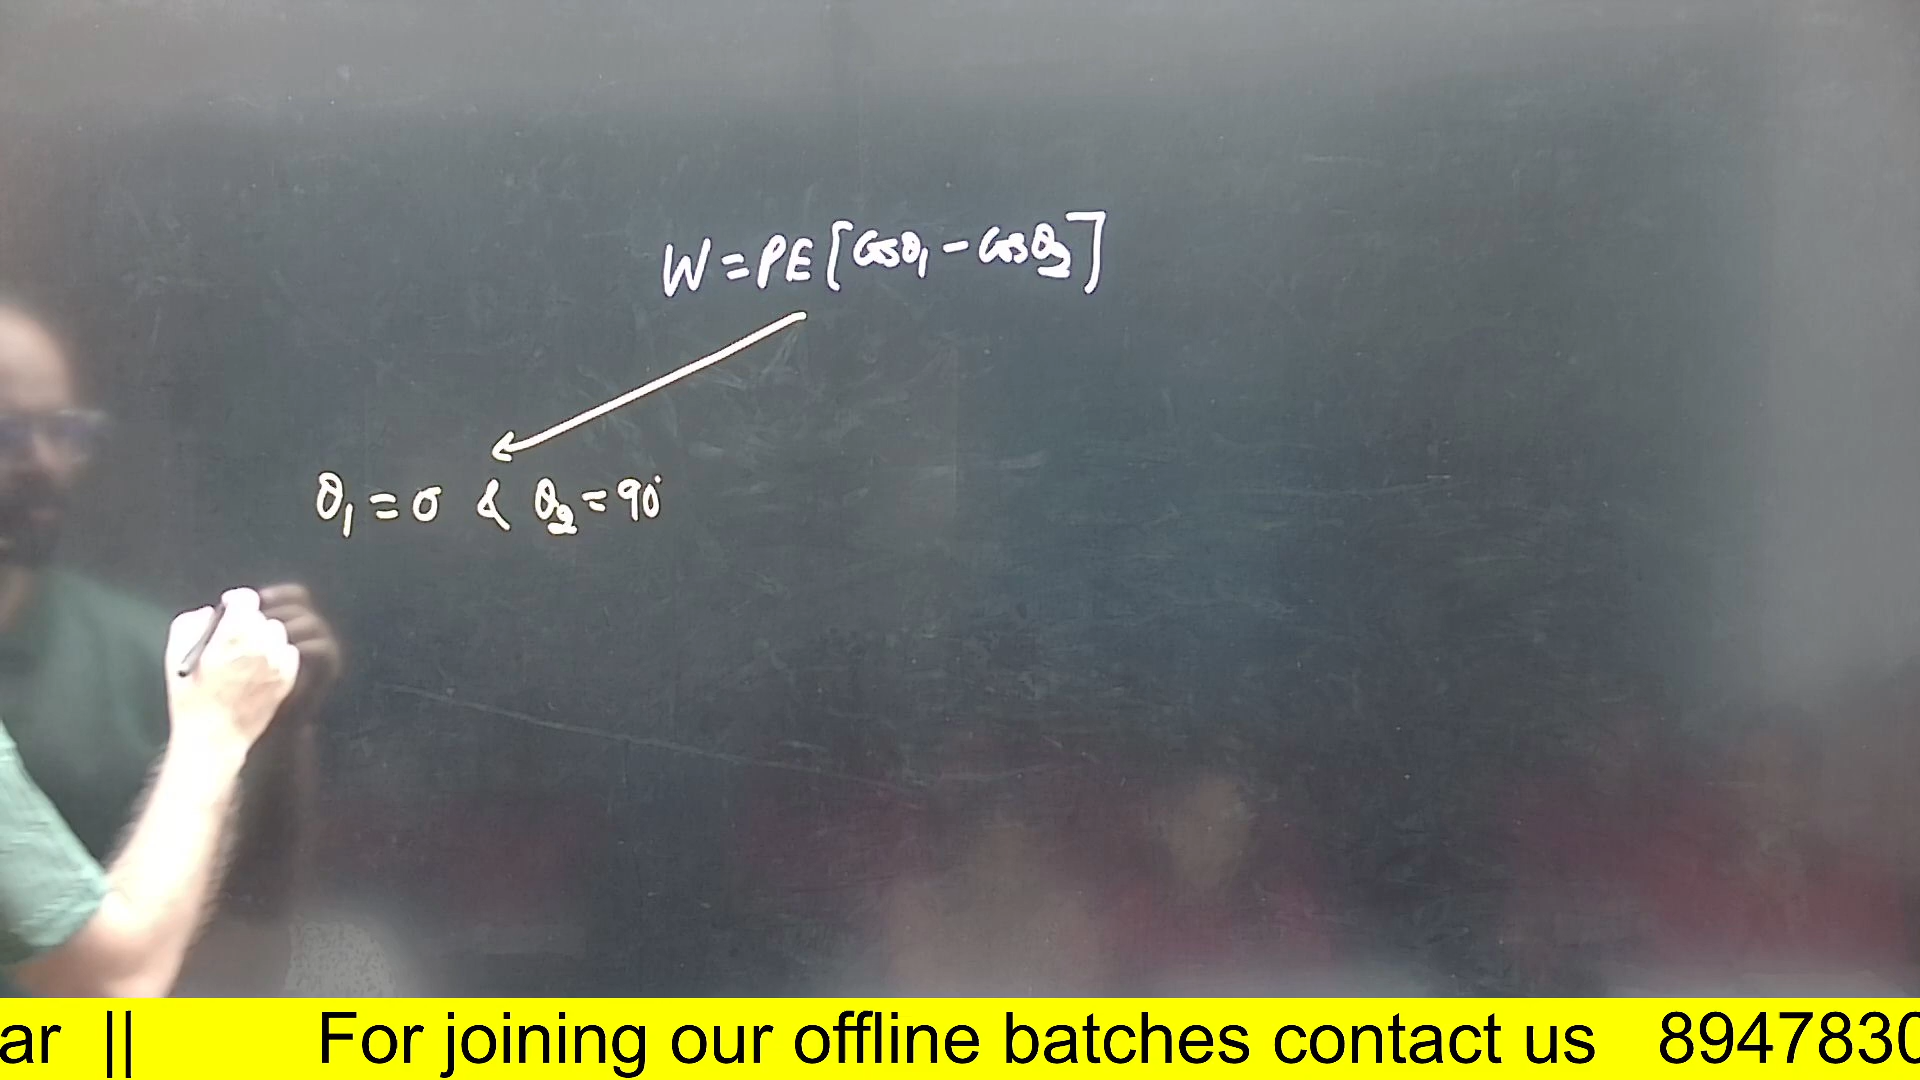 W = PE [cosθ₁ - cosθ₂]
θ₁ = 0 & θ₂ = 90°
ar || For joining our offline batches contact us 8947830